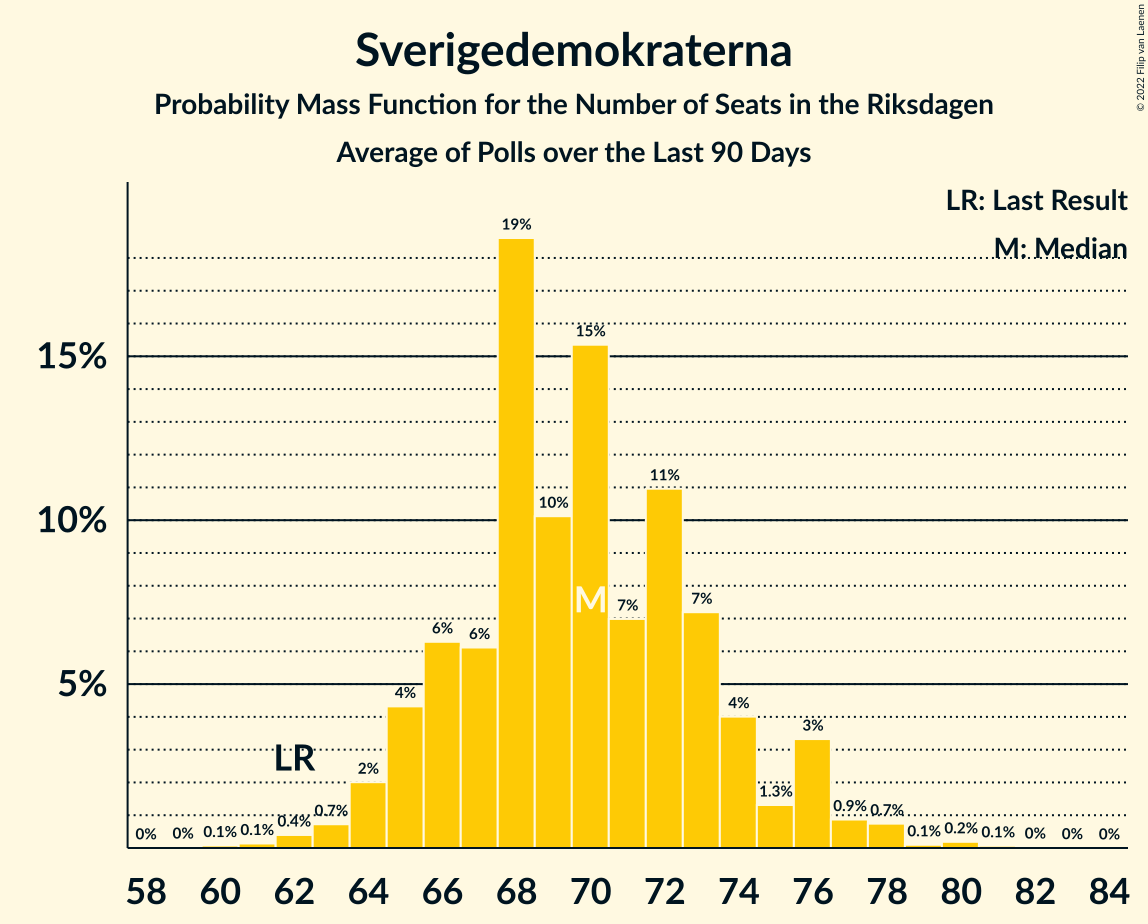 Sverigedemokraterna
Probability Mass Function for the Number of Seats in the Riksdagen
Average of Polls over the Last 90 Days
© 2022 Filip van Laenen
LR: Last Result
M: Median
15%
10%
5%
0% 0% 0.1% 0.1% 0.4% 0.7% 2% 4% 6% 6% 19% 10% 15% 7% 11% 7% 4% 1.3% 3% 0.9% 0.7% 0.1% 0.2% 0.1% 0% 0% 0%
LR
M
58 60 62 64 66 68 70 72 74 76 78 80 82 84